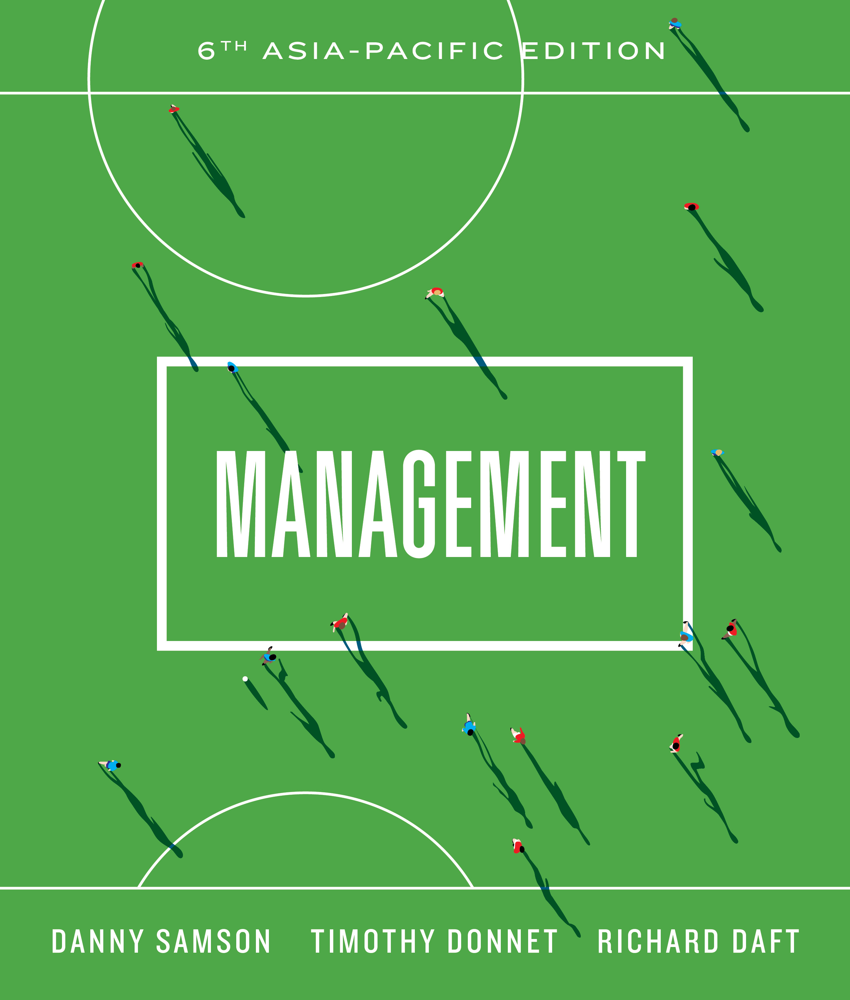 6TH ASIA-PACIFIC EDITION
MANAGEMENT
DANNY SAMSON TIMOTHY DONNET RICHARD DAFT